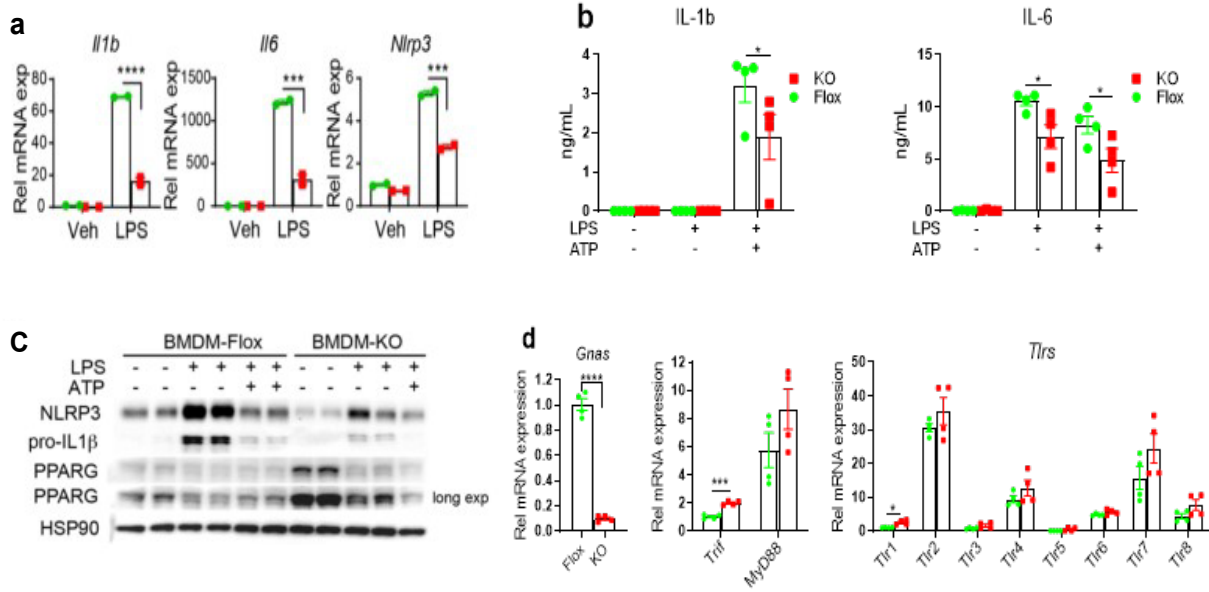 a
Il1b
Il6
Nlrp3
Rel mRNA exp
80
60
40
20
0
****
Veh LPS
Rel mRNA exp
1500
1000
500
0
***
Veh LPS
Rel mRNA exp
6
4
2
0
***
Veh LPS
b
IL-1b
ng/mL
4
3
2
1
0
*
KO
Flox
LPS - + +
ATP +
IL-6
ng/mL
15
10
5
0
*
*
KO
Flox
LPS - + +
ATP +
C
BMDM-Flox BMDM-KO
LPS - - + + + + - - + + +
ATP - - + + - - +
NLRP3
pro-IL1β
PPARG
PPARG long exp
HSP90
d
Gnas
Rel mRNA expression
1.2
1.0
0.8
0.6
0.4
0.2
0.0
****
Flox KO
Rel mRNA expression
12
10
8
6
4
2
0
***
Trif MyD88
Tlrs
Rel mRNA expression
50
40
30
20
10
0
*
Tlr1 Tlr2 Tlr3 Tlr4 Tlr5 Tlr6 Tlr7 Tlr8